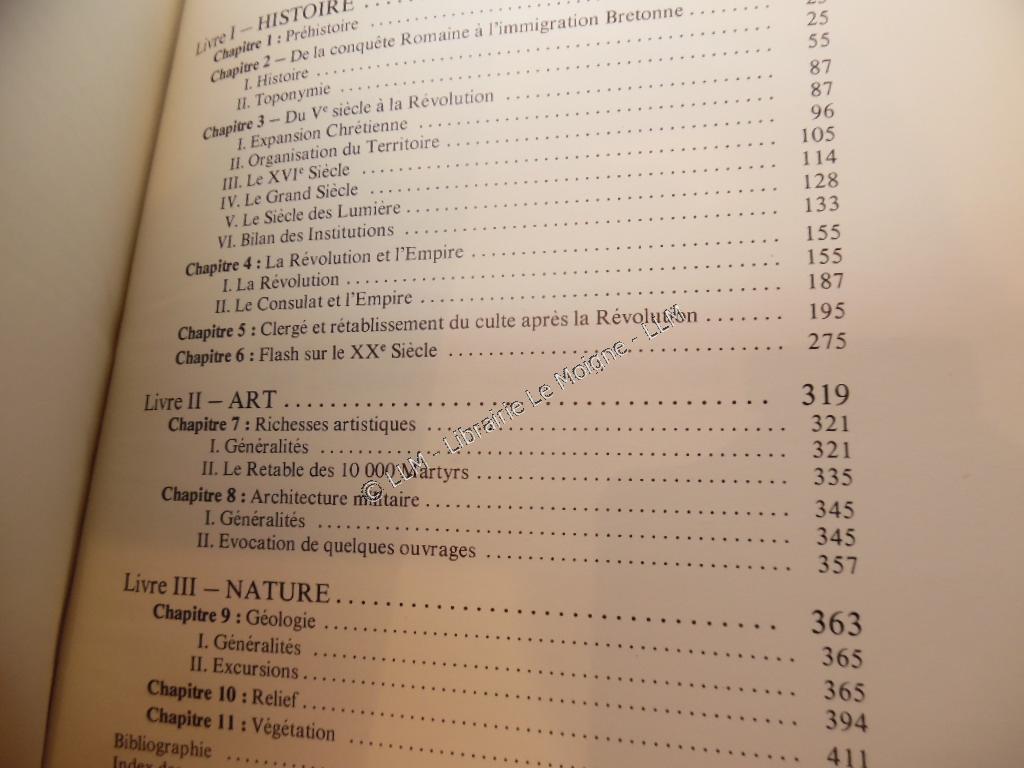 Livre I – HISTOIRE
Chapitre 1 : Préhistoire
Chapitre 2 – De la conquête Romaine à l'immigration Bretonne ........
I. Histoire ........ 25
II. Toponymie ........ 55
Chapitre 3 – Du Ve siècle à la Révolution ........ 87
I. Expansion Chrétienne ........ 87
II. Organisation du Territoire ........ 96
III. Le XVIe Siècle ........ 105
IV. Le Grand Siècle ........ 114
V. Le Siècle des Lumière ........ 128
VI. Bilan des Institutions ........ 133
Chapitre 4 : La Révolution et l'Empire ........ 155
I. La Révolution ........ 155
II. Le Consulat et l'Empire ........ 187
Chapitre 5 : Clergé et rétablissement du culte après la Révolution ....... 195
Chapitre 6 : Flash sur le XXe Siècle ........ 275
Livre II – ART ........ 319
Chapitre 7 : Richesses artistiques ........ 321
I. Généralités ........ 321
II. Le Retable des 10 000 Martyrs ........ 335
Chapitre 8 : Architecture militaire ........ 345
I. Généralités ........ 345
II. Evocation de quelques ouvrages ........ 357
Livre III – NATURE ........ 363
Chapitre 9 : Géologie ........ 365
I. Généralités ........ 365
II. Excursions ........ 394
Chapitre 10 : Relief ........ 411
Chapitre 11 : Végétation ........
Bibliographie ........
Index
© LLM - Librairie Le Moigne - LLM